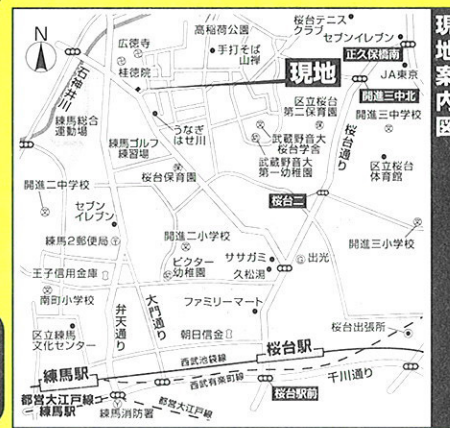 現地案内図
N
広徳寺
桂徳院
高稲荷公園
手打そば
山禅
桜台テニス
クラブ
セブンイレブン
正久保橋南
現地
JA東京
開進三中北
石神井川
練馬総合
運動場
練馬ゴルフ
練習場
うなぎ
はせ川
区立桜台
第二保育園
武蔵野音大
桜台学舎
武蔵野音大
第一幼稚園
桜台通り
開進三中学校
区立桜台
体育館
桜台保育園
開進二中学校
セブン
イレブン
桜台二
練馬2郵便局
開進二小学校
開進三小学校
ビクター
幼稚園
ササガミ
久松湯
出光
王子信用金庫
南町小学校
弁天通り
大門通り
ファミリーマート
区立練馬
文化センター
朝日信金
桜台出張所
西武池袋線
桜台駅
練馬駅
西武有楽町線
千川通り
都営大江戸線
練馬駅
桜台駅前
練馬消防署
都営大江戸線